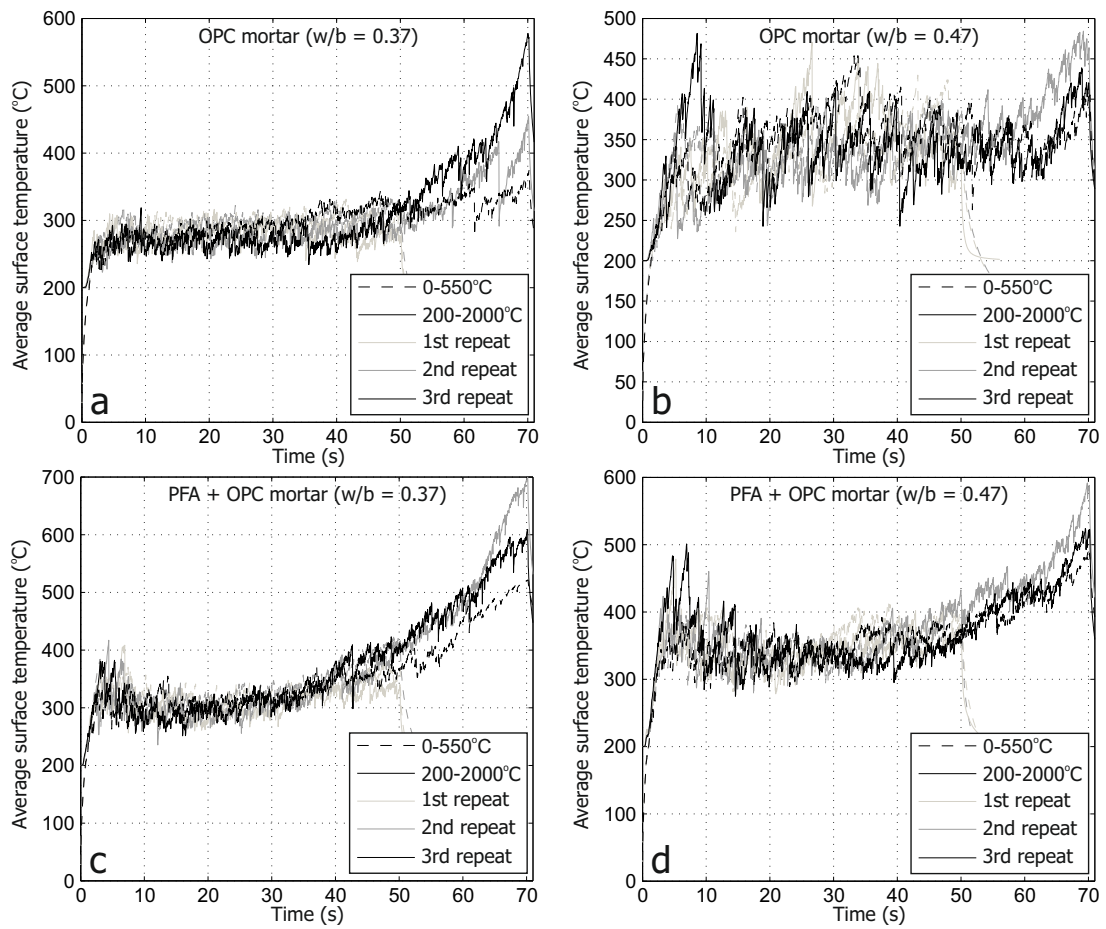 OPC mortar (w/b = 0.37)
Average surface temperature (°C)
600
500
400
300
200
100
0
0-550°C
200-2000°C
1st repeat
2nd repeat
3rd repeat
a
0 10 20 30 40 50 60 70
Time (s)
OPC mortar (w/b = 0.47)
Average surface temperature (°C)
500
450
400
350
300
250
200
150
100
50
0
0-550°C
200-2000°C
1st repeat
2nd repeat
3rd repeat
b
0 10 20 30 40 50 60 70
Time (s)
PFA + OPC mortar (w/b = 0.37)
Average surface temperature (°C)
700
600
500
400
300
200
100
0
0-550°C
200-2000°C
1st repeat
2nd repeat
3rd repeat
c
0 10 20 30 40 50 60 70
Time (s)
PFA + OPC mortar (w/b = 0.47)
Average surface temperature (°C)
600
500
400
300
200
100
0
0-550°C
200-2000°C
1st repeat
2nd repeat
3rd repeat
d
0 10 20 30 40 50 60 70
Time (s)